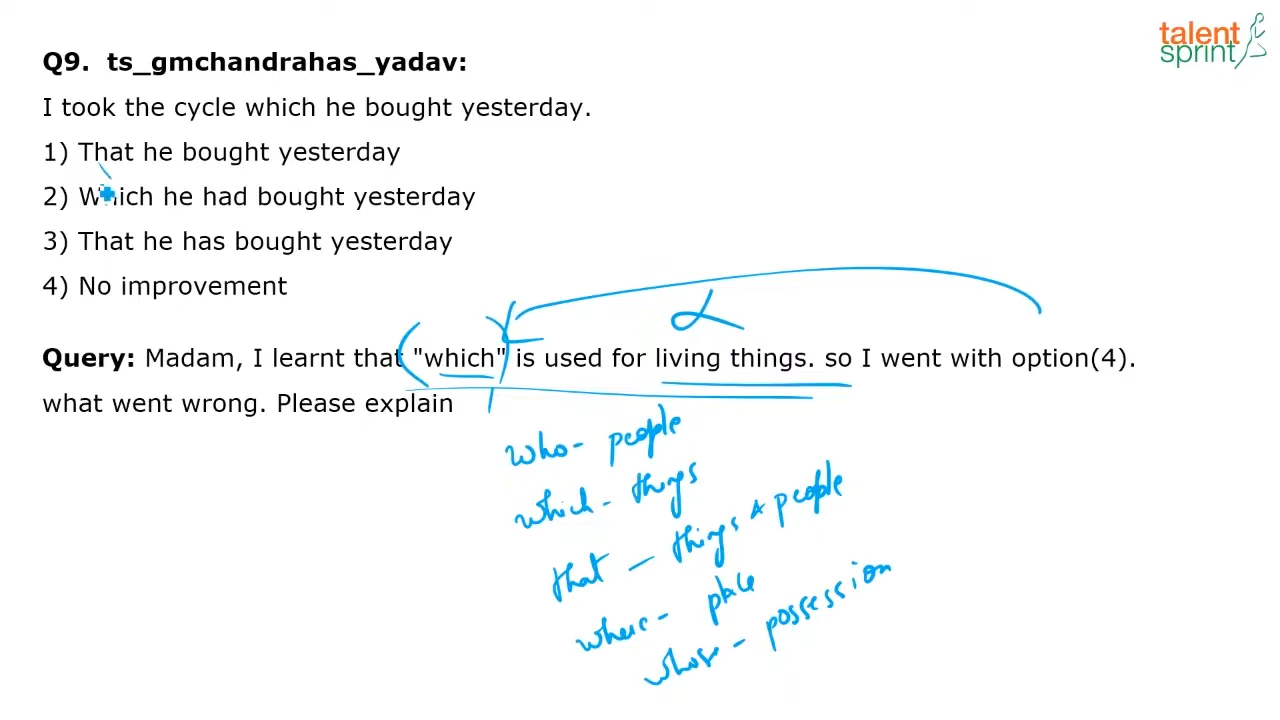 talent
sprint
Q9. ts_gmchandrahas_yadav:
I took the cycle which he bought yesterday.
1) That he bought yesterday
2) Which he had bought yesterday
3) That he has bought yesterday
4) No improvement
Query: Madam, I learnt that "which" is used for living things. so I went with option(4).
what went wrong. Please explain
who - people
which - things
that - things & people
where - place
whose - possession